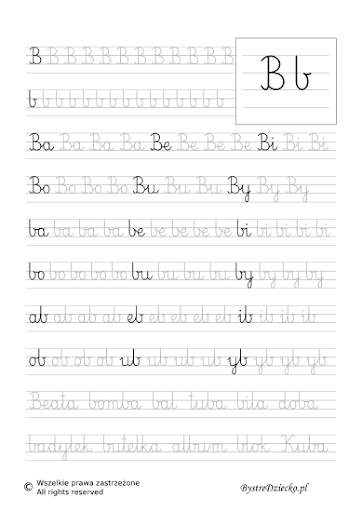 B B B B B B B B B B B B B
B b
b b b b b b b b b b b b b b b
Ba Ba Ba Ba Be Be Be Be Bi Bi Bi
Bo Bo Bo Bo Bu Bu Bu By By By
ba ba ba ba be be be be be bi bi bi bi bi
bo bo bo bo bo bu bu bu bu by by by by
ab ab ab ab eb eb eb eb eb ib ib ib ib
ob ob ob ob ub ub ub ub yb yb yb yb
Beata bomba bal tuba biła doba
badylek butelka album blok Kuba
© Wszelkie prawa zastrzeżone
All rights reserved
BystreDziecko.pl